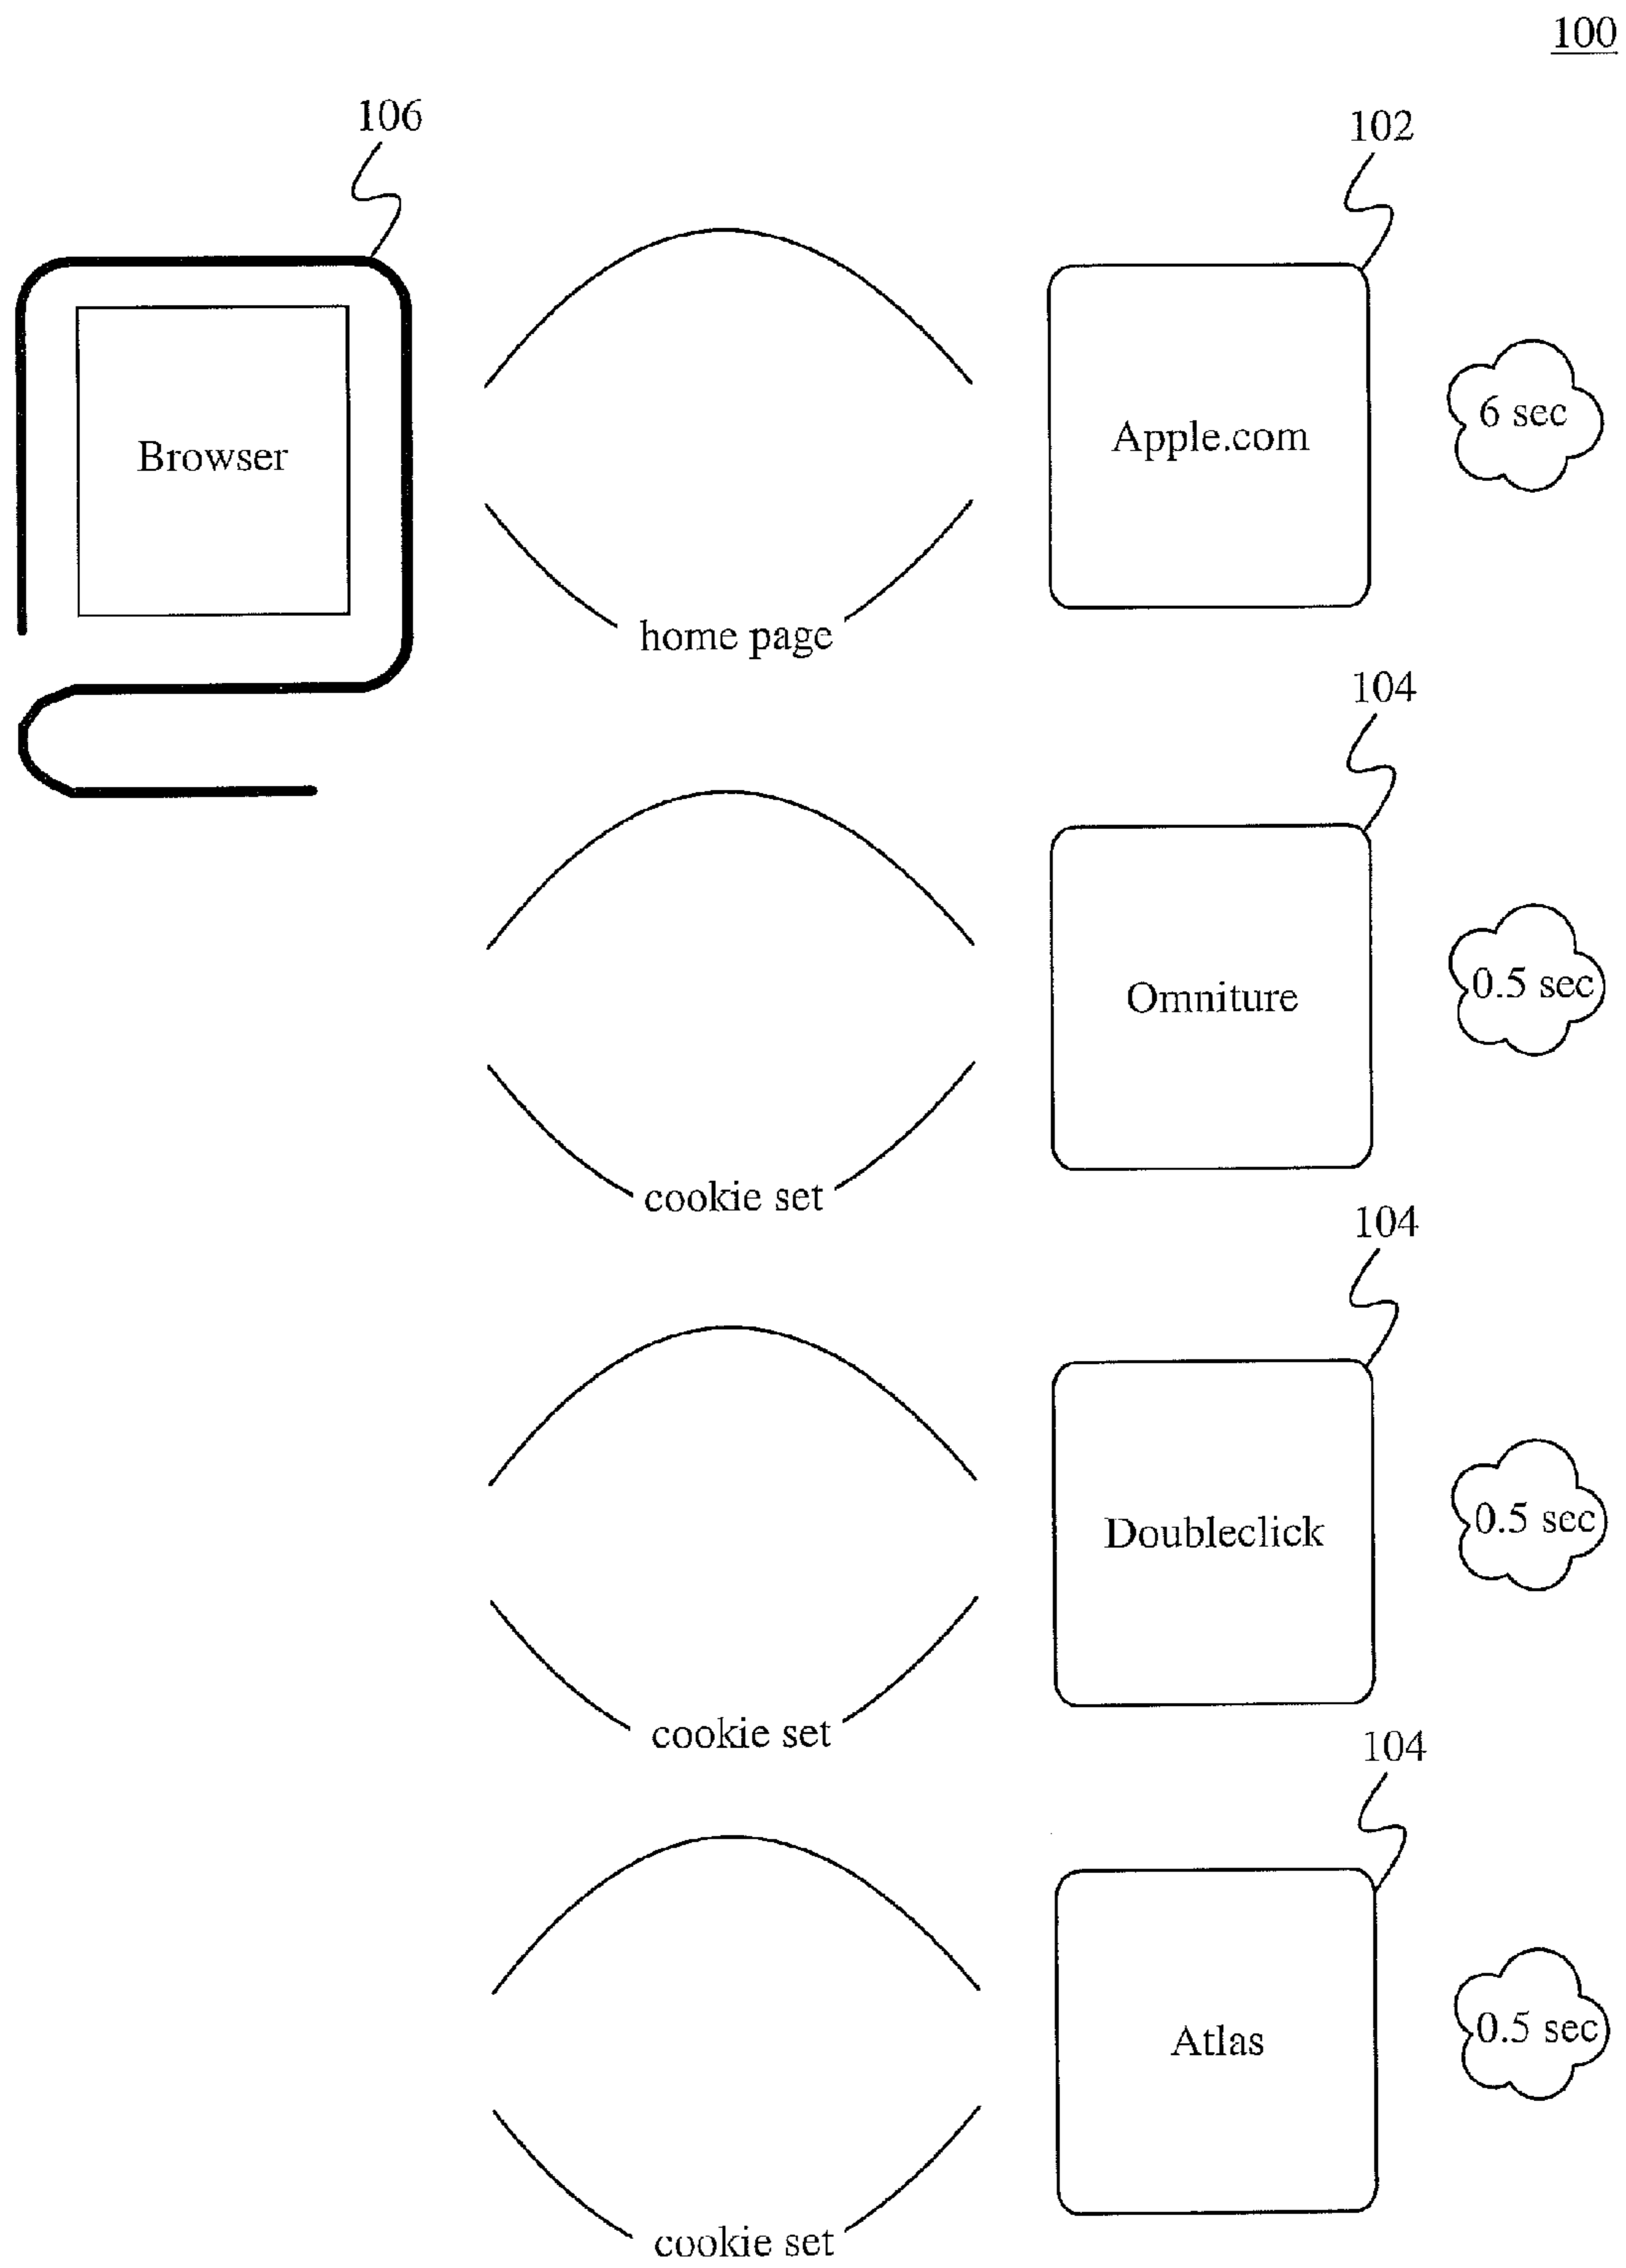 100
106
102
Browser
Apple.com
6 sec
home page
104
Omniture
0.5 sec
cookie set
104
Doubleclick
0.5 sec
cookie set
104
Atlas
0.5 sec
cookie set